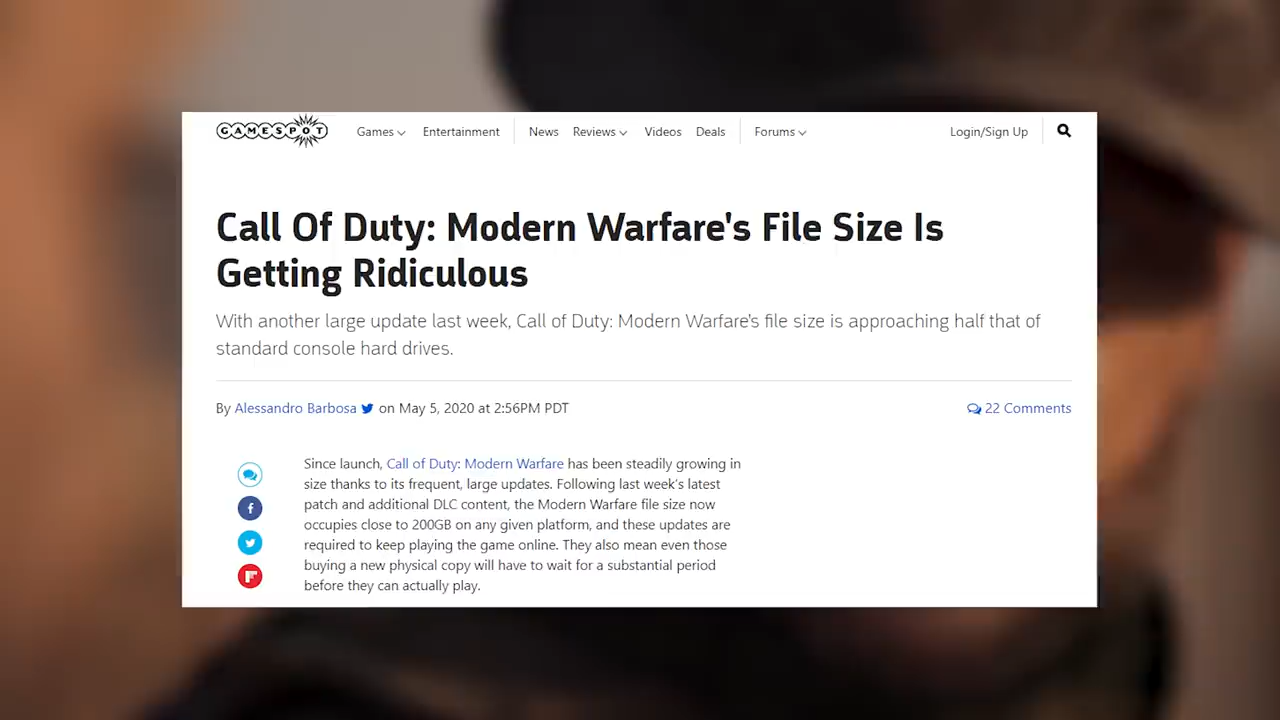 GAMESPOT Games Entertainment News Reviews Videos Deals Forums Login/Sign Up
Call Of Duty: Modern Warfare's File Size Is
Getting Ridiculous
With another large update last week, Call of Duty: Modern Warfare's file size is approaching half that of
standard console hard drives.
By Alessandro Barbosa on May 5, 2020 at 2:56PM PDT
22 Comments
Since launch, Call of Duty: Modern Warfare has been steadily growing in
size thanks to its frequent, large updates. Following last week's latest
patch and additional DLC content, the Modern Warfare file size now
occupies close to 200GB on any given platform, and these updates are
required to keep playing the game online. They also mean even those
buying a new physical copy will have to wait for a substantial period
before they can actually play.